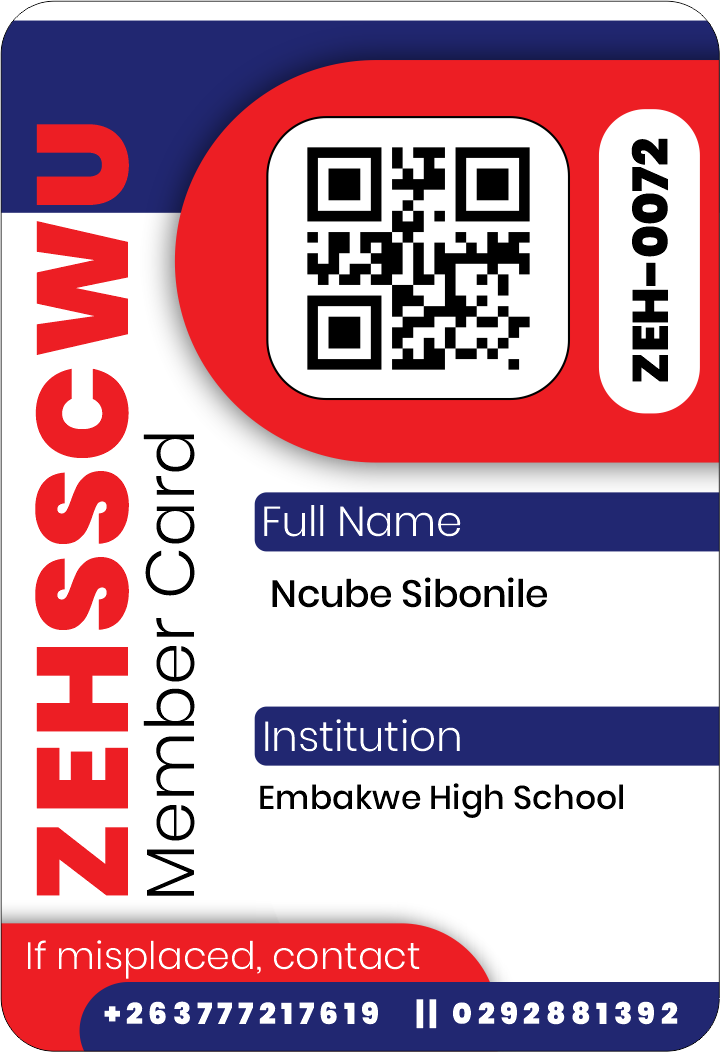 ZEHSSCWU
Member Card
ZEH-0072
Full Name
Ncube Sibonile
Institution
Embakwe High School
If misplaced, contact
+263777217619 || 0292881392